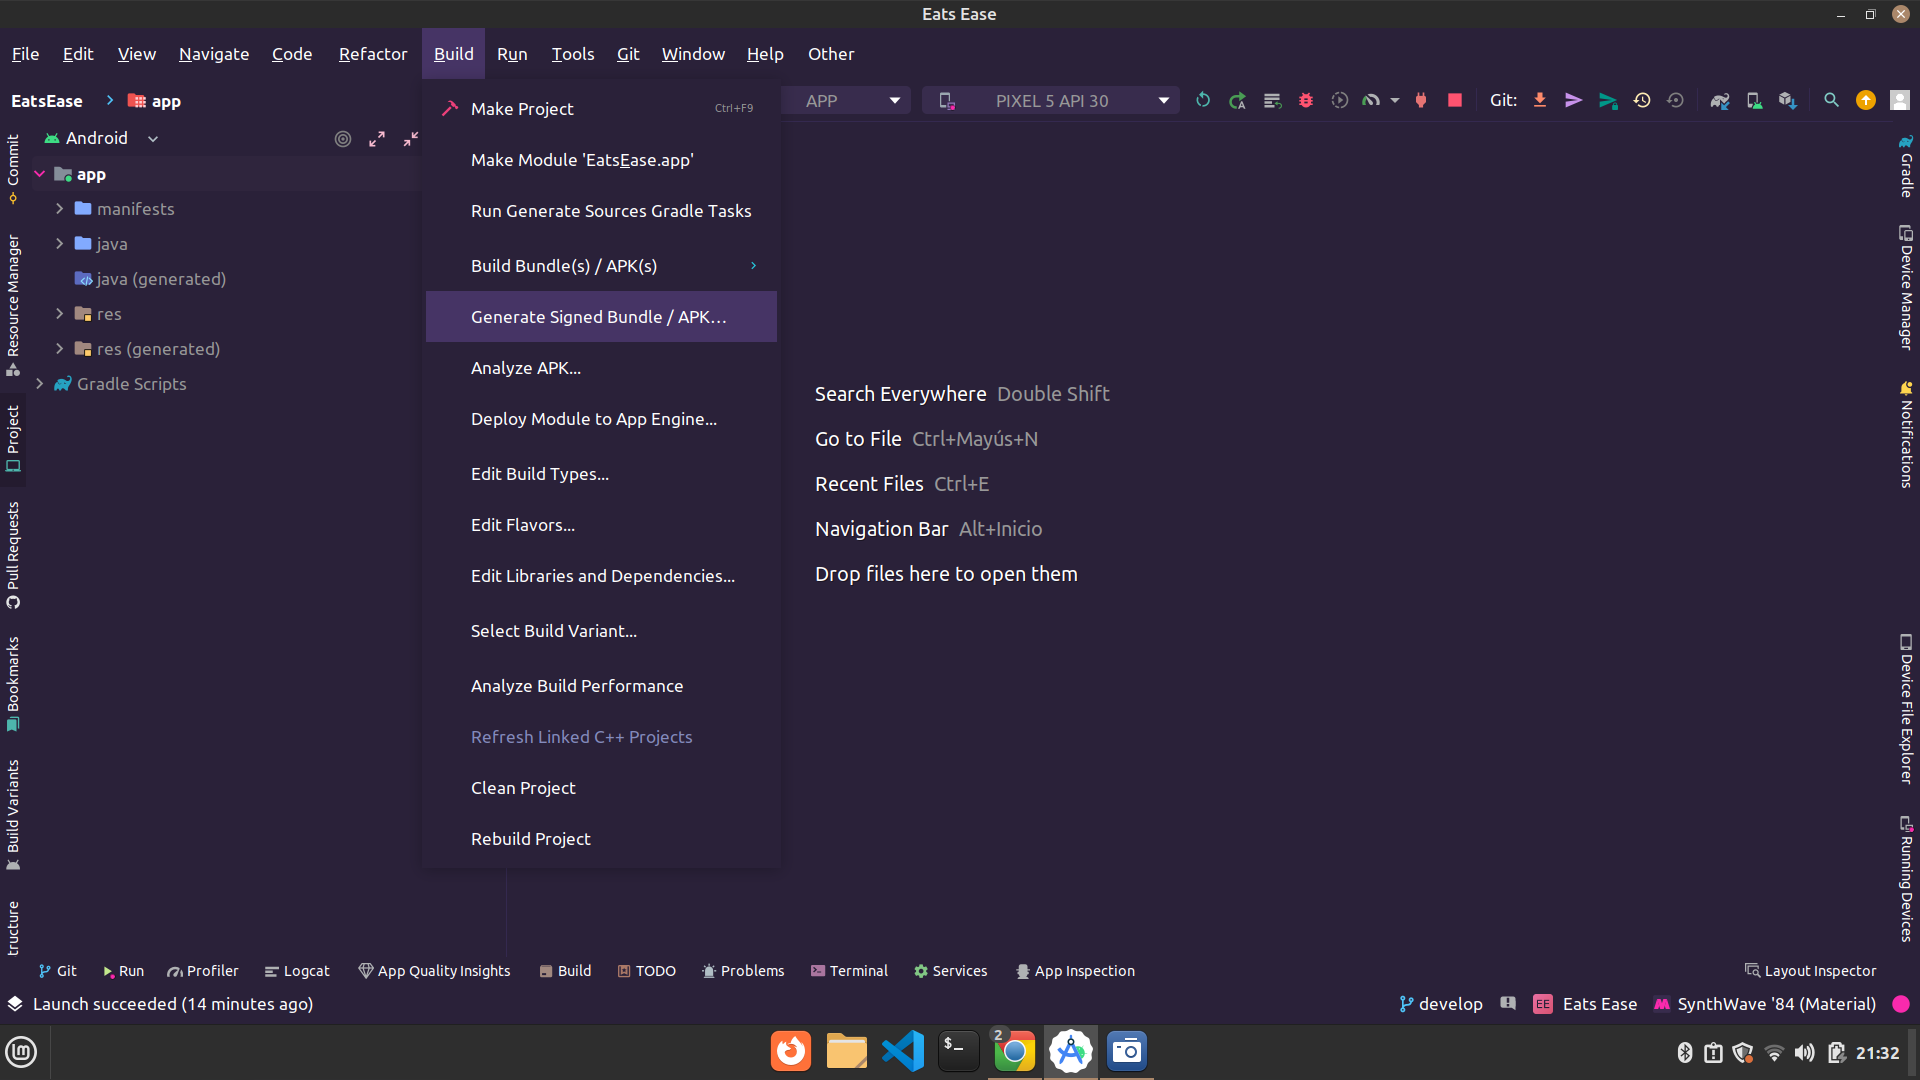 Eats Ease
File Edit View Navigate Code Refactor Build Run Tools Git Window Help Other
EatsEase app APP PIXEL 5 API 30 Git:
Android
app
manifests
java
java (generated)
res
res (generated)
Gradle Scripts
Commit
Resource Manager
Project
Pull Requests
Bookmarks
Build Variants
tructure
Make Project Ctrl+F9
Make Module 'EatsEase.app'
Run Generate Sources Gradle Tasks
Build Bundle(s) / APK(s)
Generate Signed Bundle / APK...
Analyze APK...
Deploy Module to App Engine...
Edit Build Types...
Edit Flavors...
Edit Libraries and Dependencies...
Select Build Variant...
Analyze Build Performance
Refresh Linked C++ Projects
Clean Project
Rebuild Project
Search Everywhere Double Shift
Go to File Ctrl+Mayús+N
Recent Files Ctrl+E
Navigation Bar Alt+Inicio
Drop files here to open them
Gradle
Device Manager
Notifications
Device File Explorer
Running Devices
Git Run Profiler Logcat App Quality Insights Build TODO Problems Terminal Services App Inspection Layout Inspector
Launch succeeded (14 minutes ago) develop EE Eats Ease SynthWave '84 (Material)
2
21:32